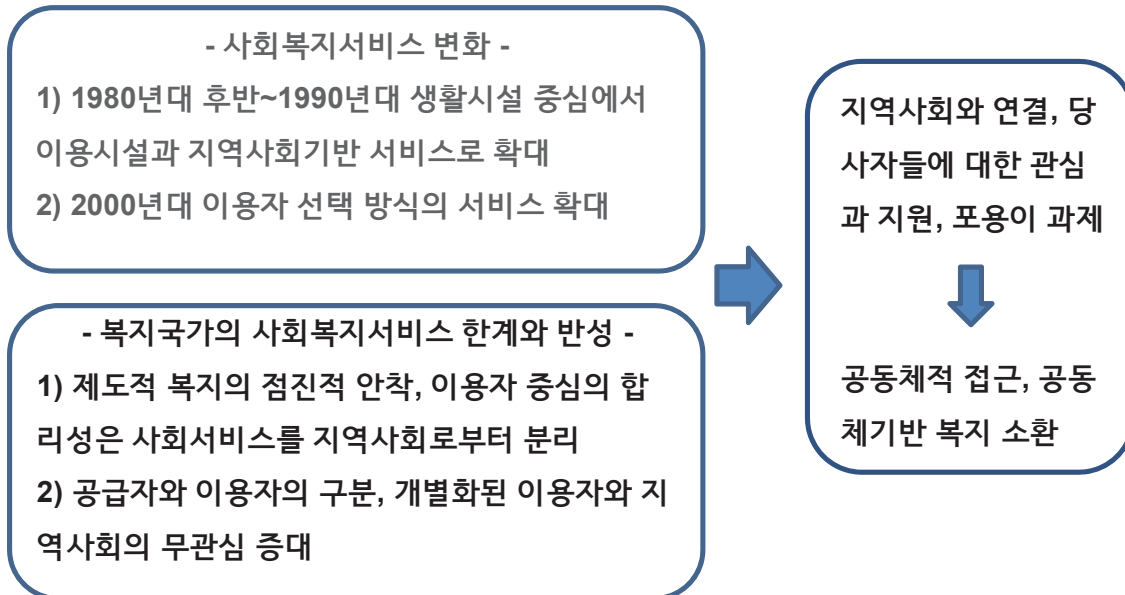 - 사회복지서비스 변화 -
1) 1980년대 후반~1990년대 생활시설 중심에서
이용시설과 지역사회기반 서비스로 확대
2) 2000년대 이용자 선택 방식의 서비스 확대
- 복지국가의 사회복지서비스 한계와 반성 -
1) 제도적 복지의 점진적 안착, 이용자 중심의 합
리성은 사회서비스를 지역사회로부터 분리
2) 공급자와 이용자의 구분, 개별화된 이용자와 지
역사회의 무관심 증대
지역사회와 연결, 당
사자들에 대한 관심
과 지원, 포용이 과제
공동체적 접근, 공동
체기반 복지 소환